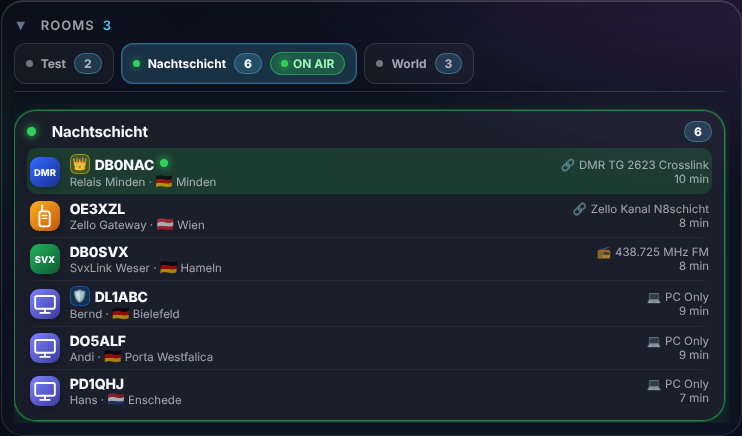 ▼ ROOMS 3
Test 2 Nachtschicht 6 ON AIR World 3
Nachtschicht 6
DMR 👑 DB0NAC 🔗 DMR TG 2623 Crosslink
Relais Minden · 🇩🇪 Minden 10 min
OE3XZL 🔗 Zello Kanal N8schicht
Zello Gateway · 🇦🇹 Wien 8 min
SVX DB0SVX 📻 438.725 MHz FM
SvxLink Weser · 🇩🇪 Hameln 8 min
🛡️ DL1ABC 💻 PC Only
Bernd · 🇩🇪 Bielefeld 9 min
DO5ALF 💻 PC Only
Andi · 🇩🇪 Porta Westfalica 9 min
PD1QHJ 💻 PC Only
Hans · 🇳🇱 Enschede 7 min